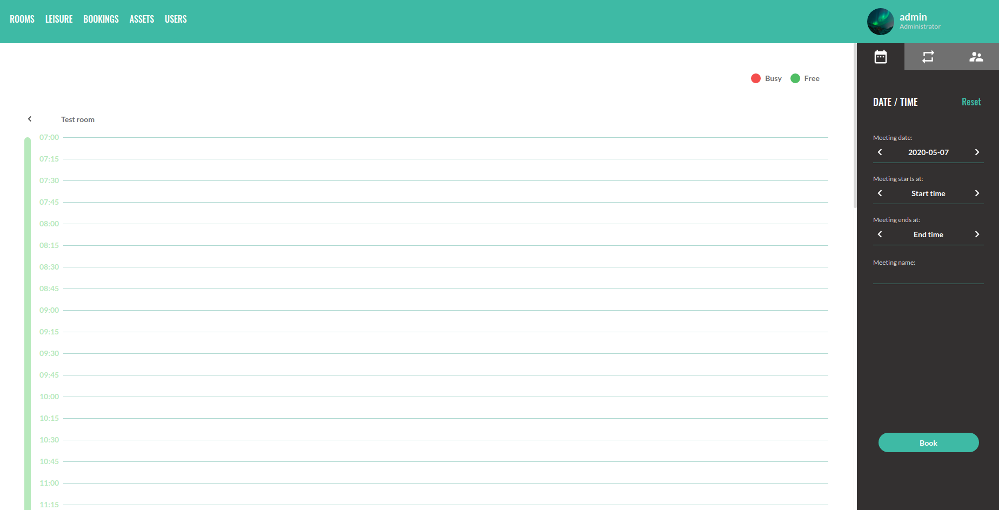 ROOMS LEISURE BOOKINGS ASSETS USERS
admin
Administrator
Busy Free
Test room
07:00
07:15
07:30
07:45
08:00
08:15
08:30
08:45
09:00
09:15
09:30
09:45
10:00
10:15
10:30
10:45
11:00
11:15
DATE / TIME Reset
Meeting date:
2020-05-07
Meeting starts at:
Start time
Meeting ends at:
End time
Meeting name:
Book